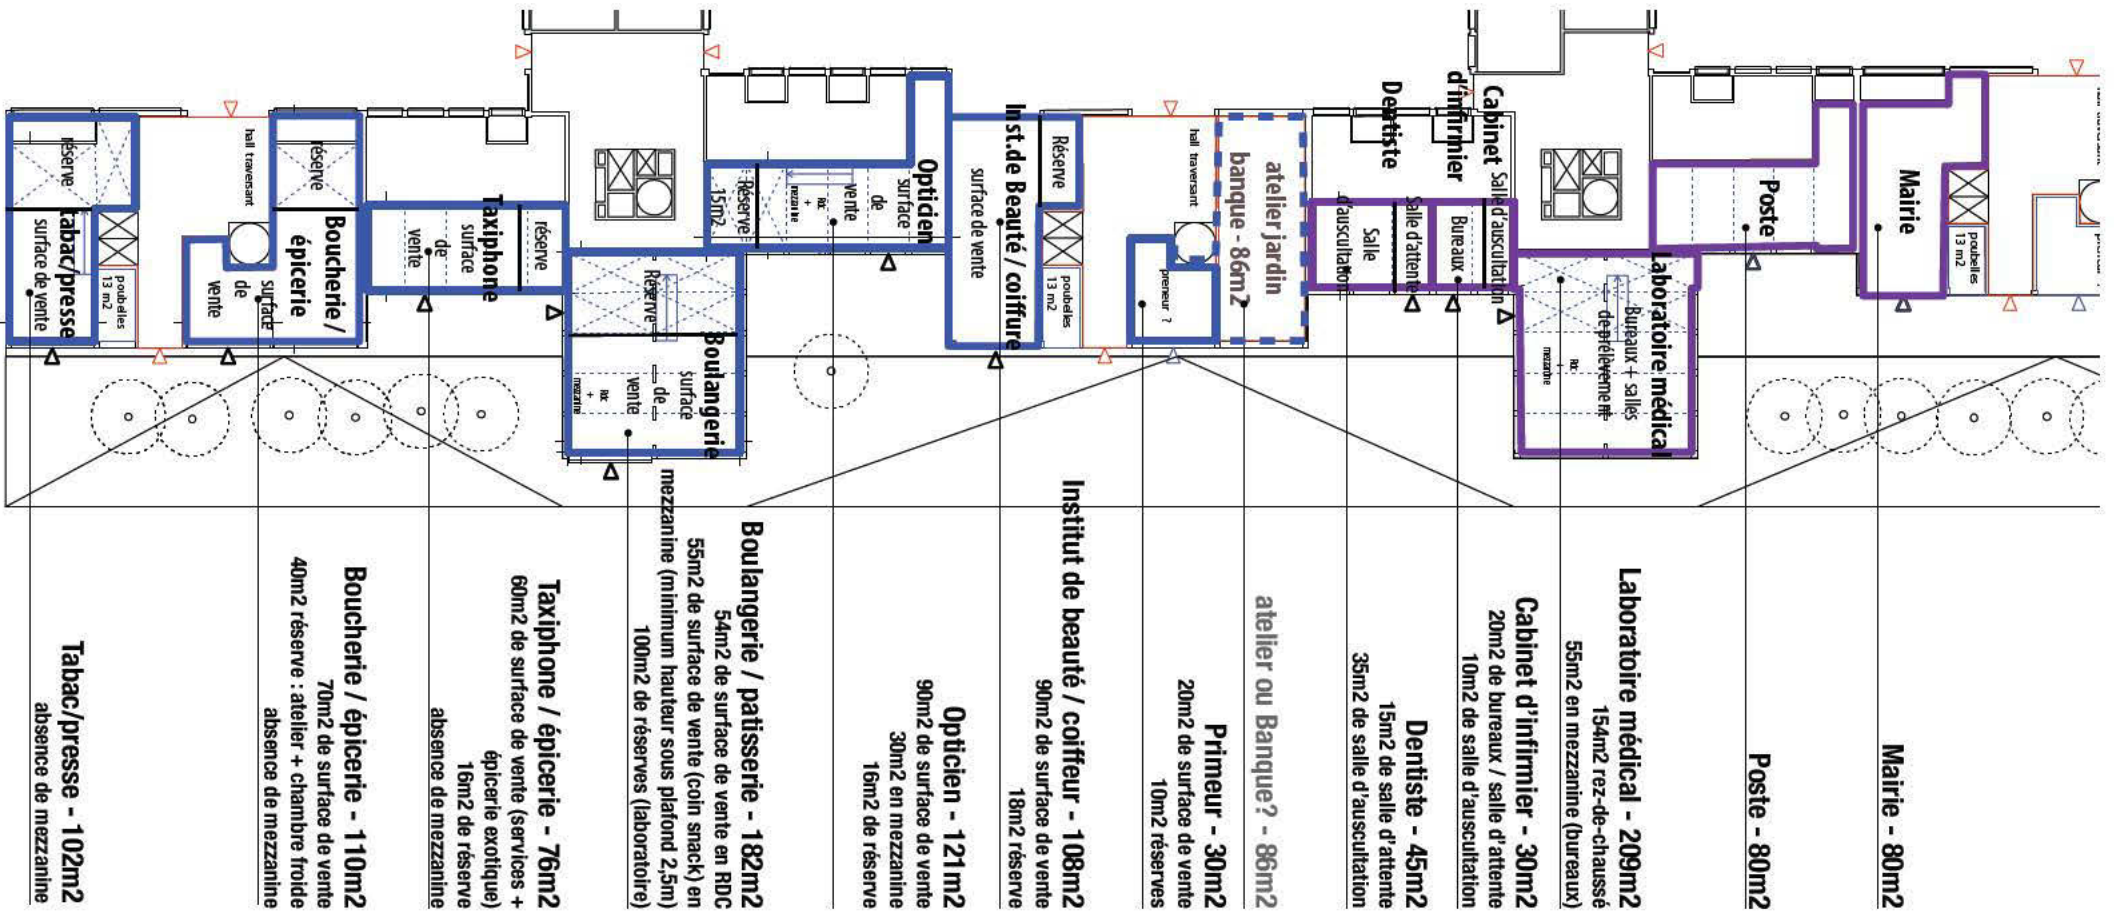 réserve
Tabac/presse
surface de vente
poubelles
13 m2
hall traversant
réserve
Boucherie /
épicerie
surface
de
vente
Taxiphone
surface
de
vente
réserve
Réserve
Boulangerie
surface
de
vente
Rdc
+
mezzanine
Opticien
surface
de
vente
Rdc
+
mezzanine
Réserve
15m2
Inst.de Beauté / coiffure
surface de vente
Réserve
poubelles
13 m2
hall traversant
preneur ?
atelier jardin
banque - 86m2
Dentiste
Salle
d'auscultation
Salle d'attente
Cabinet
d'infirmier
Bureaux
Salle d'auscultation
Laboratoire médical
Bureaux + salles
de prélèvement
Rdc
+
mezzanine
Poste
Mairie
poubelles
13 m2
Tabac/presse - 102m2
absence de mezzanine
Boucherie / épicerie - 110m2
70m2 de surface de vente
40m2 réserve : atelier + chambre froide
absence de mezzanine
Taxiphone / épicerie - 76m2
60m2 de surface de vente (services +
épicerie exotique)
16m2 de réserve
absence de mezzanine
Boulangerie / patisserie - 182m2
54m2 de surface de vente en RDC
55m2 de surface de vente (coin snack) en
mezzanine (minimum hauteur sous plafond 2,5m)
100m2 de réserves (laboratoire)
Opticien - 121m2
90m2 de surface de vente
30m2 en mezzanine
16m2 de réserve
Institut de beauté / coiffeur - 108m2
90m2 de surface de vente
18m2 réserve
Primeur - 30m2
20m2 de surface de vente
10m2 réserves
atelier ou Banque? - 86m2
Dentiste - 45m2
15m2 de salle d'attente
35m2 de salle d'auscultation
Cabinet d'infirmier - 30m2
20m2 de bureaux / salle d'attente
10m2 de salle d'auscultation
Laboratoire médical - 209m2
154m2 rez-de-chaussé
55m2 en mezzanine (bureaux)
Poste - 80m2
Mairie - 80m2